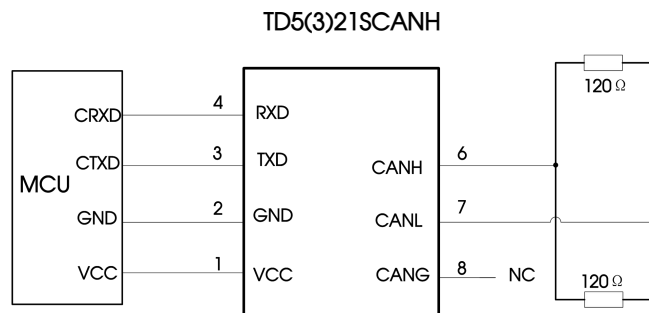 TD5(3)21SCANH
120Ω
CRXD 4 RXD
CTXD 3 TXD
CANH 6
MCU
GND 2 GND
CANL 7
VCC 1 VCC
CANG 8 NC
120Ω